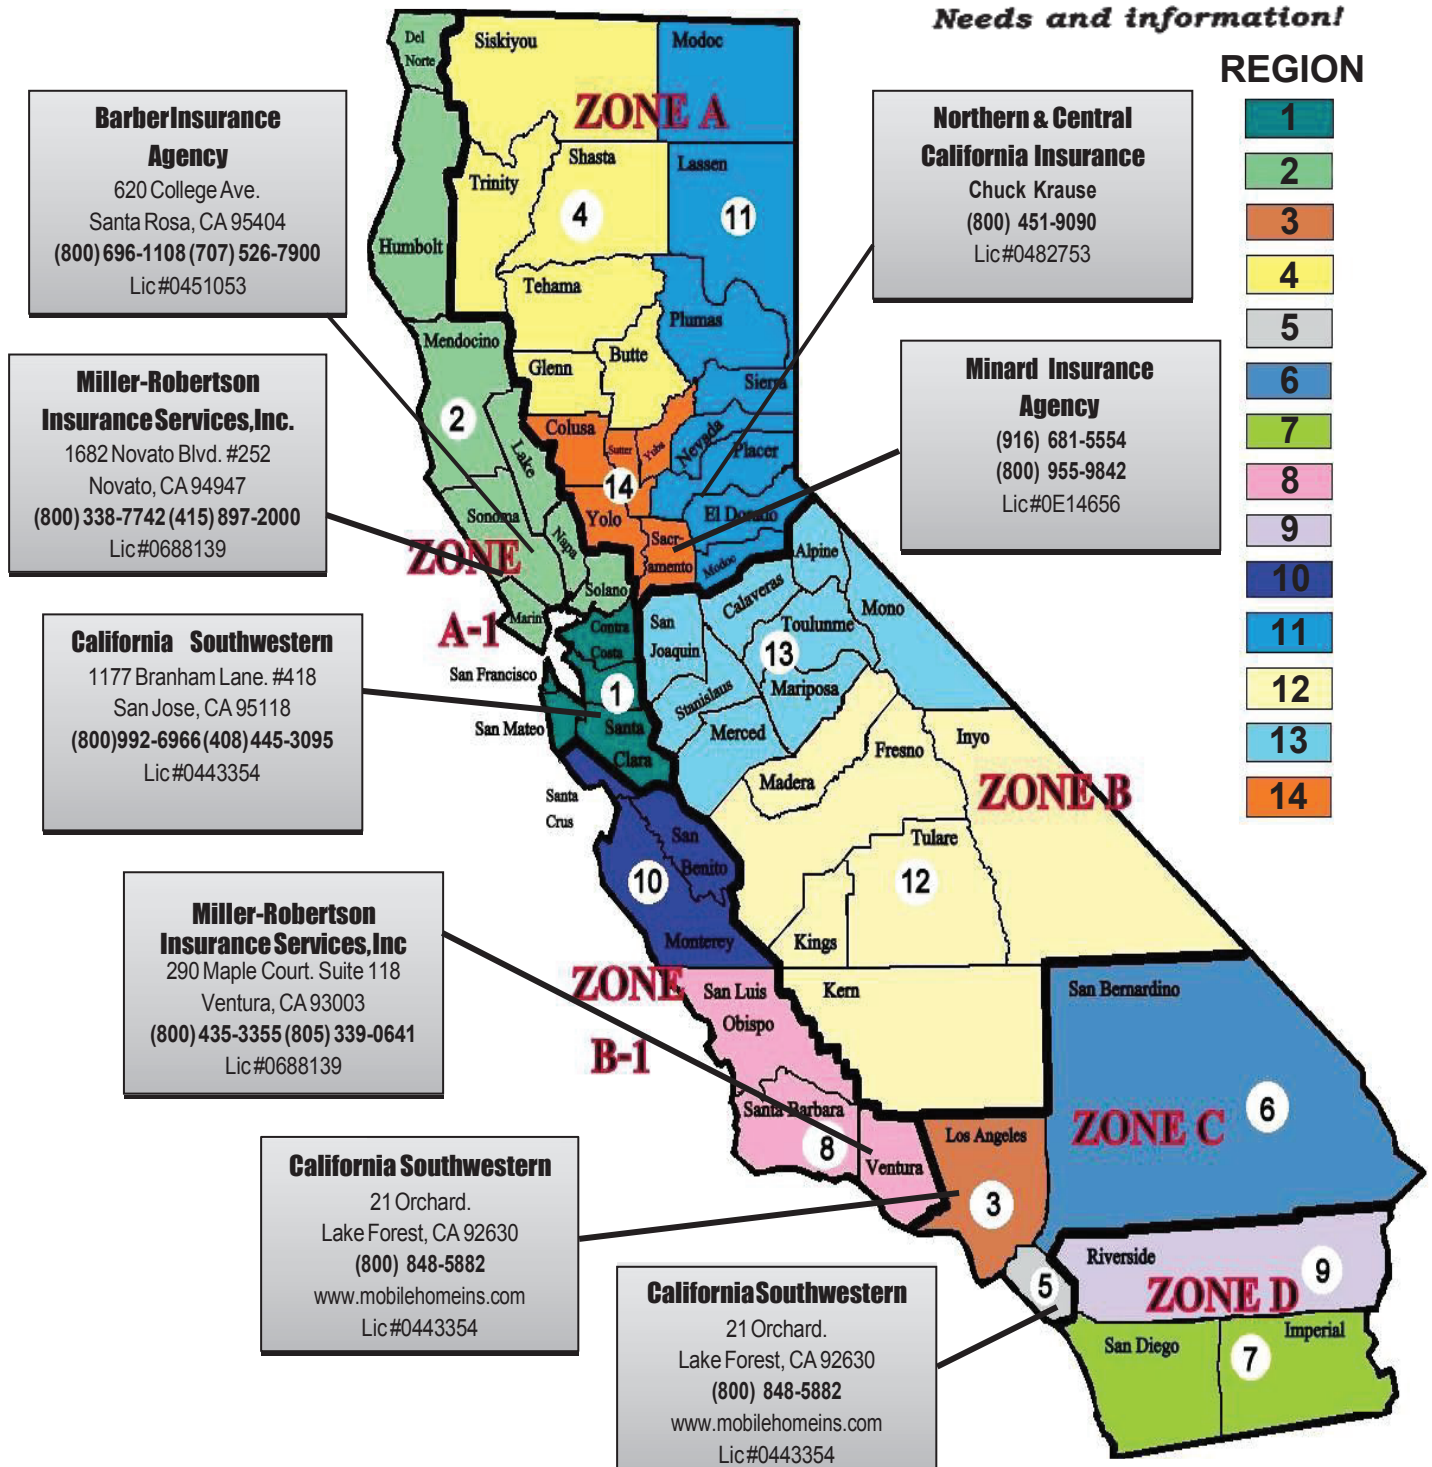 Needs and information!
REGION
1
2
3
4
5
6
7
8
9
10
11
12
13
14
Barber Insurance
Agency
620 College Ave.
Santa Rosa, CA 95404
(800) 696-1108 (707) 526-7900
Lic#0451053
Miller-Robertson
Insurance Services, Inc.
1682 Novato Blvd. #252
Novato, CA 94947
(800) 338-7742 (415) 897-2000
Lic#0688139
California Southwestern
1177 Branham Lane. #418
San Jose, CA 95118
(800)992-6966 (408)445-3095
Lic#0443354
Miller-Robertson
Insurance Services, Inc
290 Maple Court. Suite 118
Ventura, CA 93003
(800) 435-3355 (805) 339-0641
Lic#0688139
California Southwestern
21 Orchard.
Lake Forest, CA 92630
(800) 848-5882
www.mobilehomeins.com
Lic#0443354
California Southwestern
21 Orchard.
Lake Forest, CA 92630
(800) 848-5882
www.mobilehomeins.com
Lic#0443354
Northern & Central
California Insurance
Chuck Krause
(800) 451-9090
Lic#0482753
Minard Insurance
Agency
(916) 681-5554
(800) 955-9842
Lic#0E14656
Del
Norte
Siskiyou
Modoc
ZONE A
Shasta
Lassen
Trinity
4
11
Humbolt
Tehama
Plumas
Mendocino
Glenn
Butte
Sierra
2
Colusa
Sutter
Yuba
Nevada
Placer
Lake
14
Sonoma
Yolo
El Dorado
Napa
Sacr-
amento
Modoc
Alpine
ZONE
A-1
Solano
Marin
Contra
Costa
San
Joaquin
Calaveras
Toulunme
Mono
13
San Francisco
1
Stanislaus
Mariposa
San Mateo
Santa
Clara
Merced
Fresno
Inyo
Madera
ZONE B
Santa
Crus
San
Benito
Tulare
10
12
Monterey
Kings
ZONE
B-1
San Luis
Obispo
Kern
San Bernardino
Santa Barbara
8
Ventura
Los Angeles
3
ZONE C
6
5
Riverside
9
ZONE D
San Diego
Imperial
7